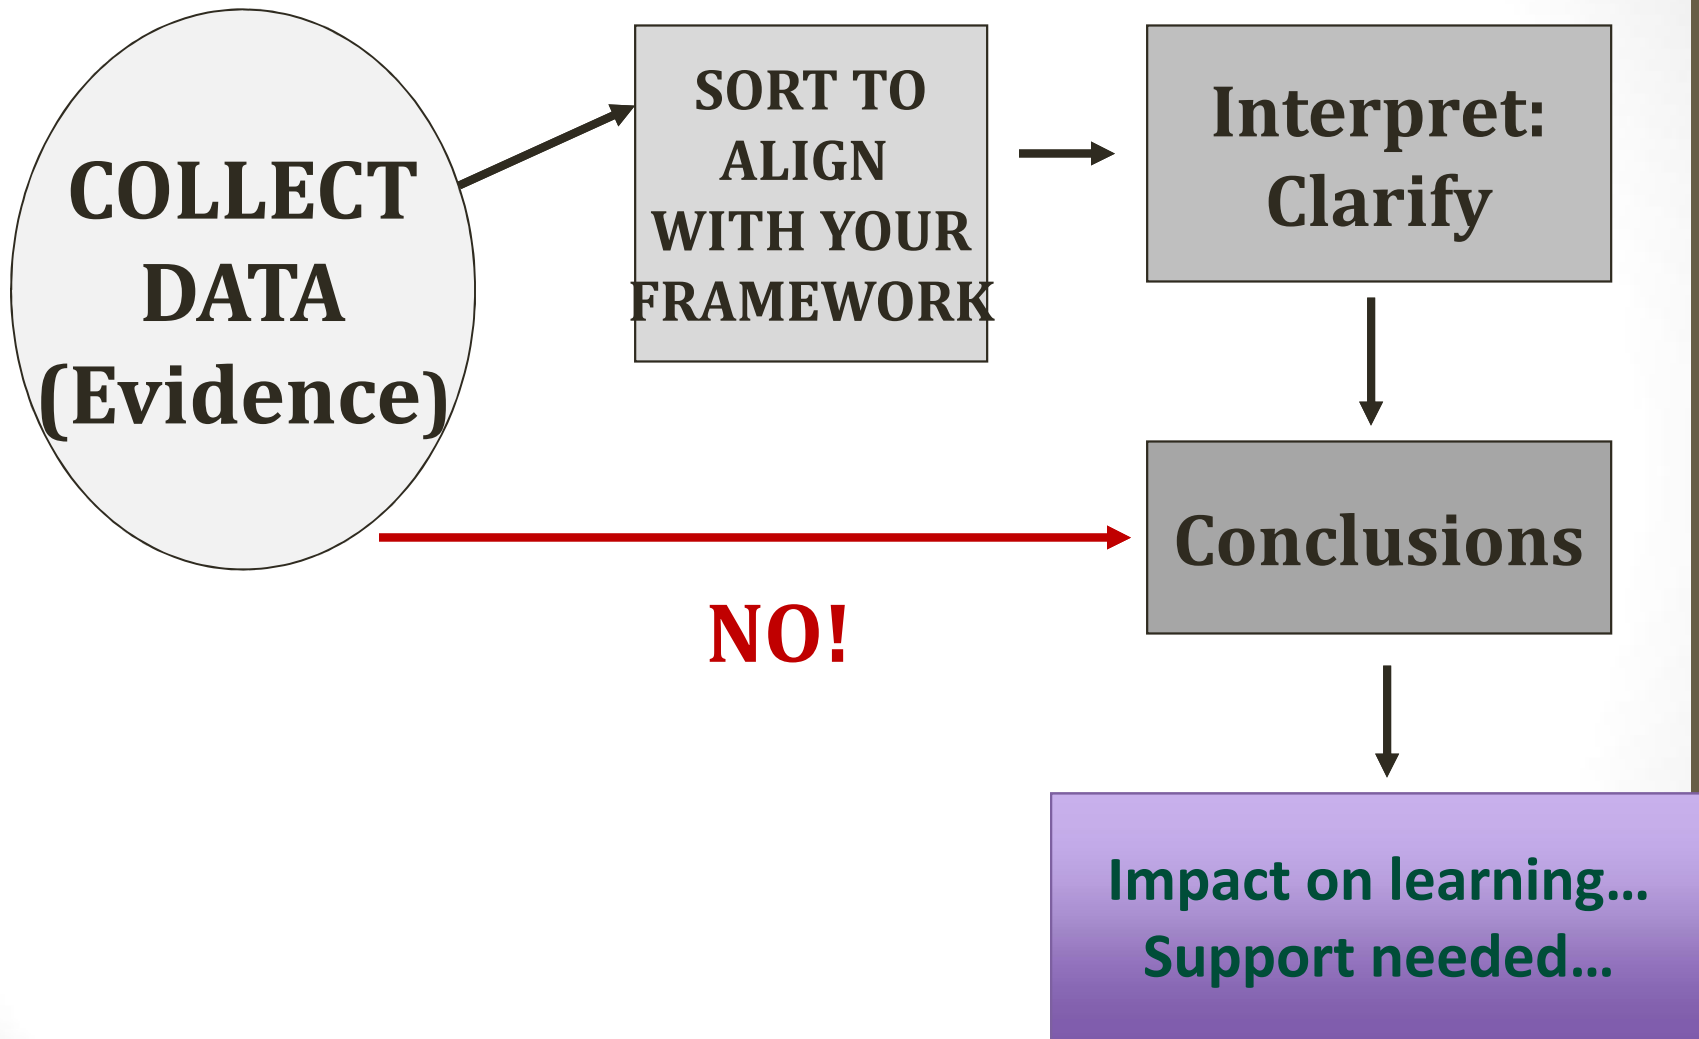 COLLECT
DATA
(Evidence)
SORT TO
ALIGN
WITH YOUR
FRAMEWORK
Interpret:
Clarify
Conclusions
NO!
Impact on learning…
Support needed…